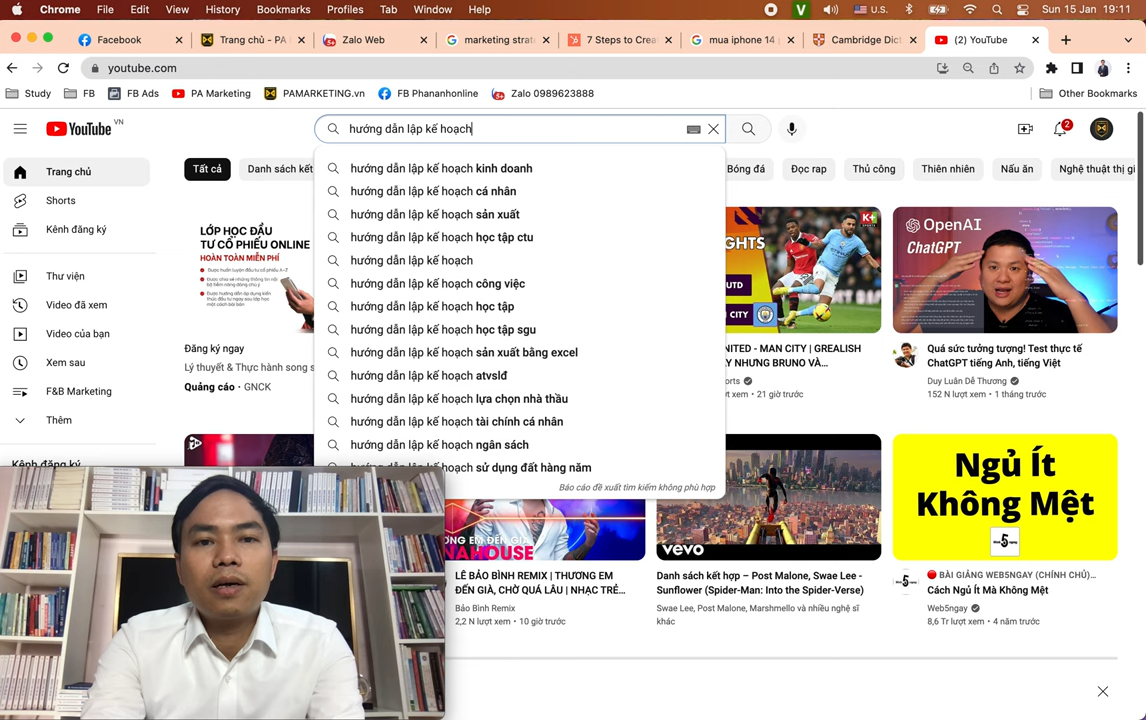 Chrome File Edit View History Bookmarks Profiles Tab Window Help V U.S. Sun 15 Jan 19:11
Facebook Trang chủ - PA Zalo Web marketing strate 7 Steps to Crea mua iphone 14 Cambridge Dict (2) YouTube
youtube.com
Study FB FB Ads PA Marketing PAMARKETING.vn FB Phananhonline Zalo 0989623888 Other Bookmarks
YouTube VN
hướng dẫn lập kế hoạch
2
Trang chủ
Shorts
Kênh đăng ký
Thư viện
Video đã xem
Video của bạn
Xem sau
F&B Marketing
Thêm
Kênh đăng ký
Tất cả Danh sách kết
Bóng đá Đọc rap Thủ công Thiên nhiên Nấu ăn Nghệ thuật thị gi
hướng dẫn lập kế hoạch kinh doanh
hướng dẫn lập kế hoạch cá nhân
hướng dẫn lập kế hoạch sản xuất
hướng dẫn lập kế hoạch học tập ctu
hướng dẫn lập kế hoạch
hướng dẫn lập kế hoạch công việc
hướng dẫn lập kế hoạch học tập
hướng dẫn lập kế hoạch học tập sgu
hướng dẫn lập kế hoạch sản xuất bằng excel
hướng dẫn lập kế hoạch atvslđ
hướng dẫn lập kế hoạch lựa chọn nhà thầu
hướng dẫn lập kế hoạch tài chính cá nhân
hướng dẫn lập kế hoạch ngân sách
hướng dẫn lập kế hoạch sử dụng đất hàng năm
Báo cáo đề xuất tìm kiếm không phù hợp
LỚP HỌC ĐẦU
TƯ CỔ PHIẾU ONLINE
HOÀN TOÀN MIỄN PHÍ
Đăng ký ngay
Lý thuyết & Thực hành song s
Quảng cáo · GNCK
GHTS
K+
UTD
CITY
NITED - MAN CITY | GREALISH
Y NHƯNG BRUNO VÀ...
orts
t xem • 21 giờ trước
OpenAI
ChatGPT
Quá sức tưởng tượng! Test thực tế
ChatGPT tiếng Anh, tiếng Việt
Duy Luân Dễ Thương
152 N lượt xem • 1 tháng trước
EM ĐẾN GIÀ
NAHOUSE
LÊ BẢO BÌNH REMIX | THƯƠNG EM
ĐẾN GIÀ, CHỜ QUÁ LÂU | NHẠC TRẺ...
Bảo Bình Remix
2,2 N lượt xem • 10 giờ trước
vevo
Danh sách kết hợp – Post Malone, Swae Lee -
Sunflower (Spider-Man: Into the Spider-Verse)
Swae Lee, Post Malone, Marshmello và nhiều nghệ sĩ
khác
Ngủ Ít
Không Mệt
5
BÀI GIẢNG WEB5NGAY (CHÍNH CHỦ)...
Cách Ngủ Ít Mà Không Mệt
Web5ngay
8,6 Tr lượt xem • 4 năm trước